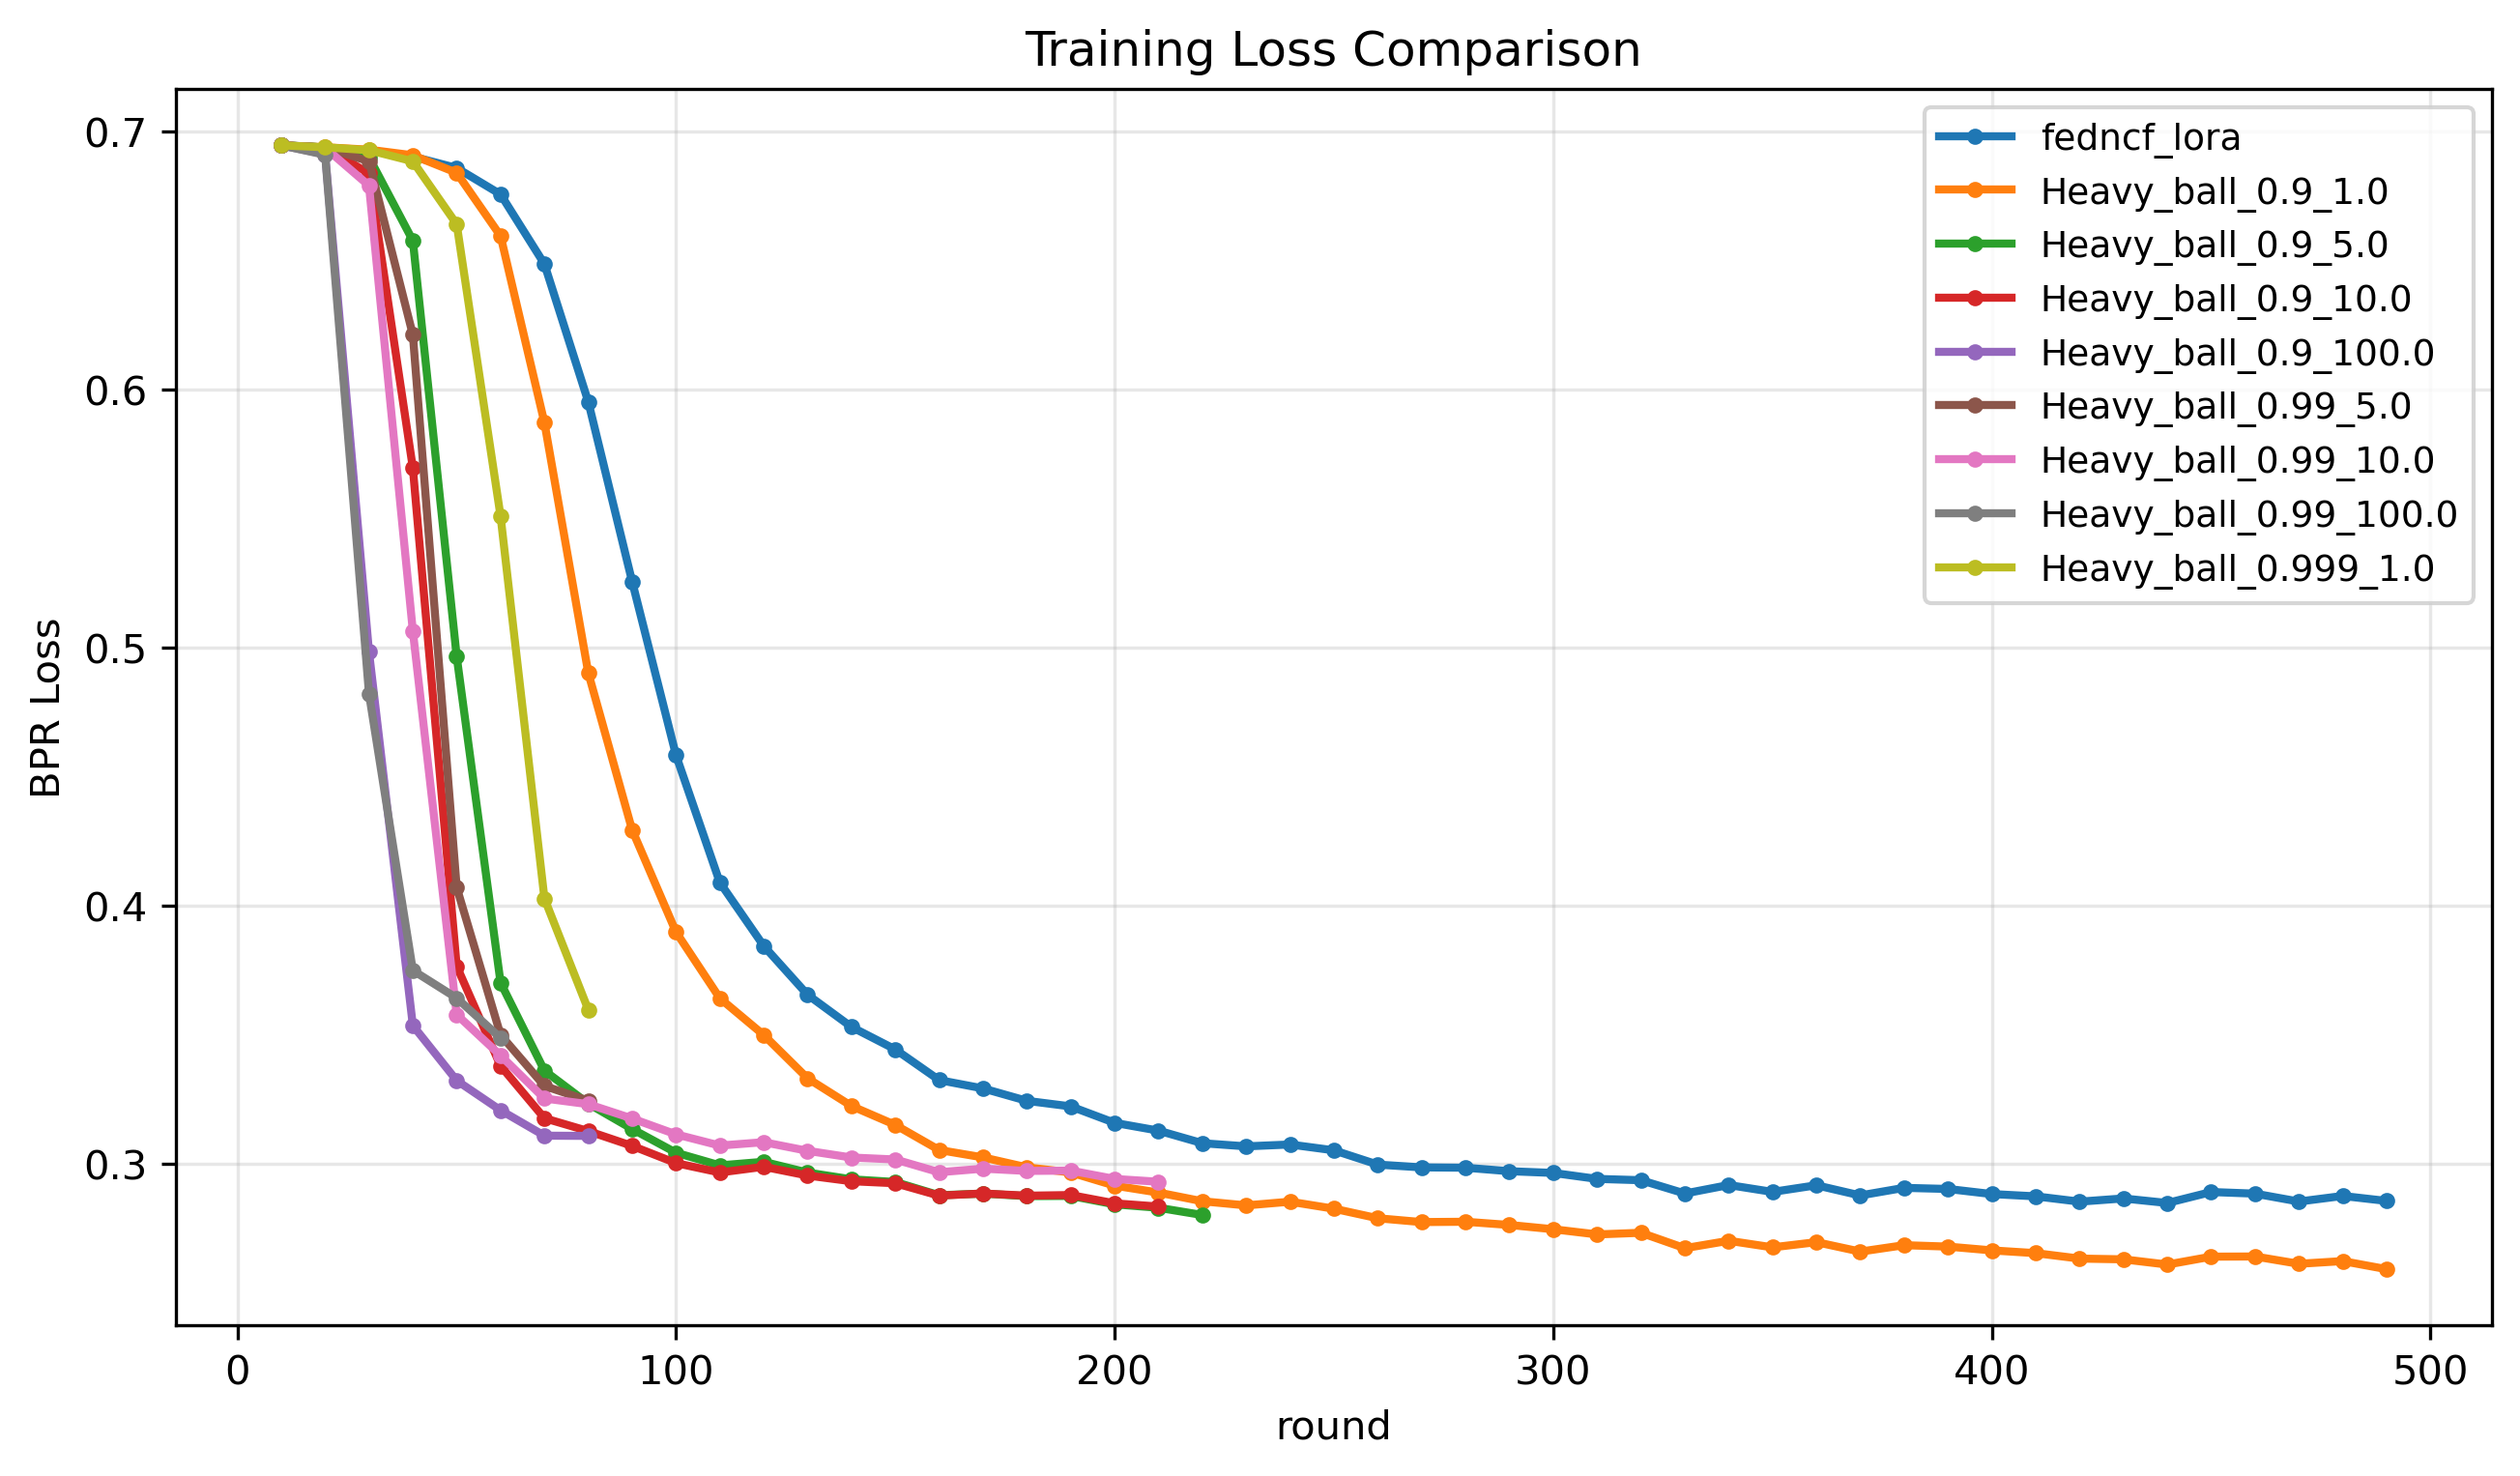 Training Loss Comparison
0.7
0.6
0.5
0.4
0.3
BPR Loss
fedncf_lora
Heavy_ball_0.9_1.0
Heavy_ball_0.9_5.0
Heavy_ball_0.9_10.0
Heavy_ball_0.9_100.0
Heavy_ball_0.99_5.0
Heavy_ball_0.99_10.0
Heavy_ball_0.99_100.0
Heavy_ball_0.999_1.0
0 100 200 300 400 500
round